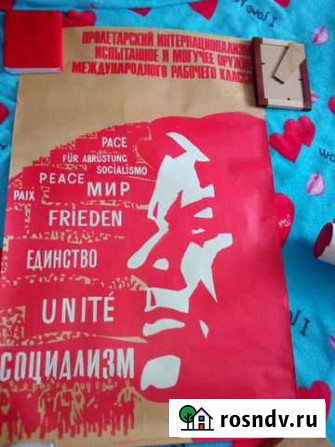 ПРОЛЕТАРСКИЙ ИНТЕРНАЦИОНАЛИЗМ
ИСПЫТАННОЕ И МОГУЧЕЕ ОРУЖИЕ
МЕЖДУНАРОДНОГО РАБОЧЕГО КЛАССА
PACE
FÜR ABRÜSTUNG
SOCIALISMO
PEACE
PAIX
МИР
FRIEDEN
ЕДИНСТВО
UNITÉ
СОЦИАЛИЗМ
rosndv.ru